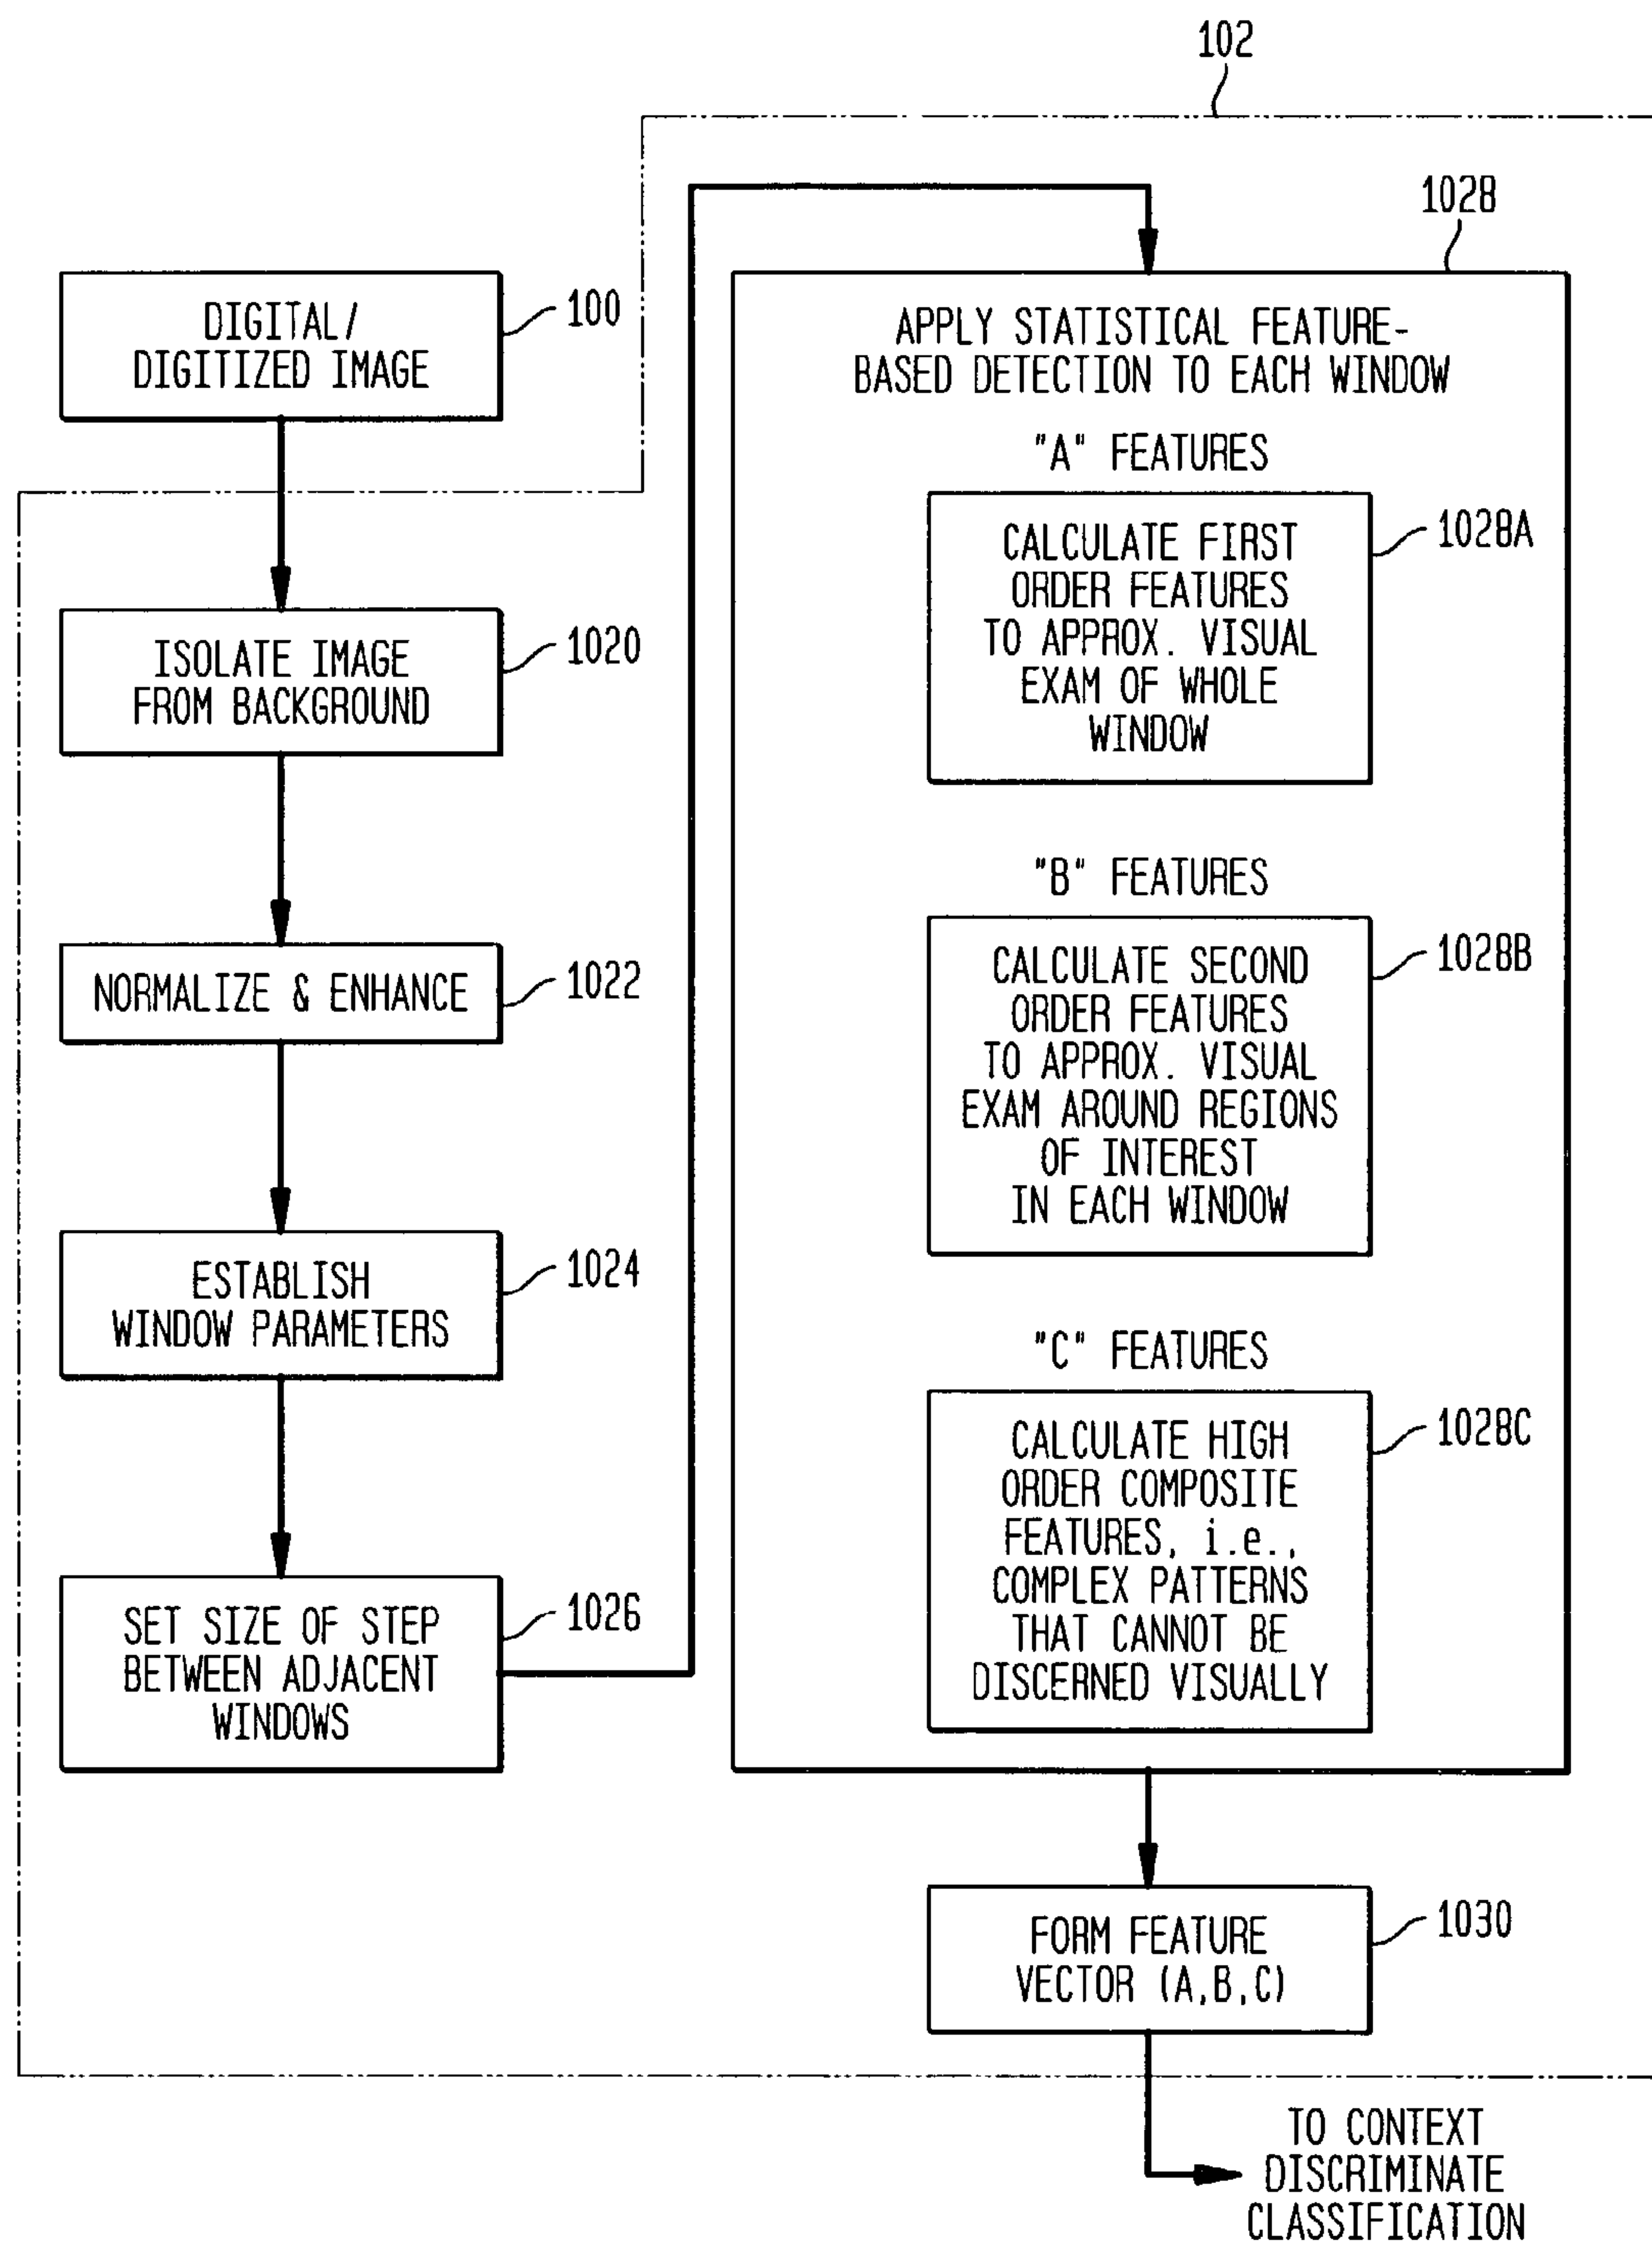 102
DIGITAL/
DIGITIZED IMAGE
100
ISOLATE IMAGE
FROM BACKGROUND
1020
NORMALIZE & ENHANCE
1022
ESTABLISH
WINDOW PARAMETERS
1024
SET SIZE OF STEP
BETWEEN ADJACENT
WINDOWS
1026
1028
APPLY STATISTICAL FEATURE-
BASED DETECTION TO EACH WINDOW
"A" FEATURES
CALCULATE FIRST
ORDER FEATURES
TO APPROX. VISUAL
EXAM OF WHOLE
WINDOW
1028A
"B" FEATURES
CALCULATE SECOND
ORDER FEATURES
TO APPROX. VISUAL
EXAM AROUND REGIONS
OF INTEREST
IN EACH WINDOW
1028B
"C" FEATURES
CALCULATE HIGH
ORDER COMPOSITE
FEATURES, i.e.,
COMPLEX PATTERNS
THAT CANNOT BE
DISCERNED VISUALLY
1028C
FORM FEATURE
VECTOR (A,B,C)
1030
TO CONTEXT
DISCRIMINATE
CLASSIFICATION